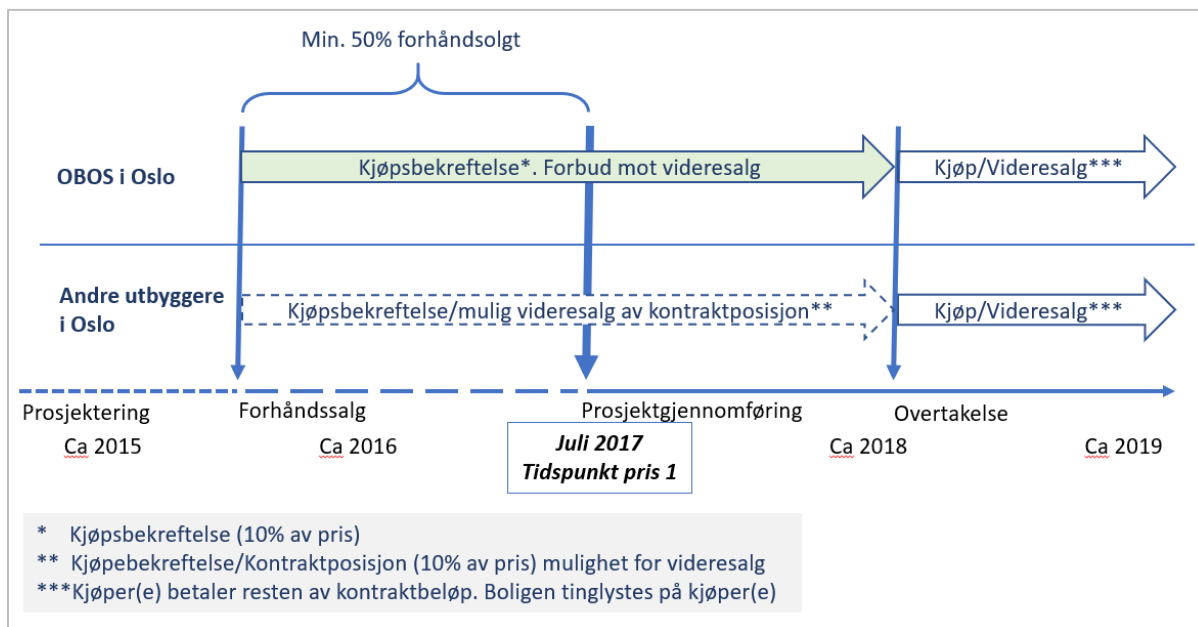 Min. 50% forhåndsolgt
OBOS i Oslo
Kjøpsbekreftelse*. Forbud mot videresalg
Kjøp/Videresalg***
Andre utbyggere
i Oslo
Kjøpsbekreftelse/mulig videresalg av kontraktposisjon**
Kjøp/Videresalg***
Prosjektering
Forhåndssalg
Prosjektgjennomføring
Overtakelse
Ca 2015
Ca 2016
Juli 2017
Tidspunkt pris 1
Ca 2018
Ca 2019
* Kjøpsbekreftelse (10% av pris)
** Kjøpebekreftelse/Kontraktposisjon (10% av pris) mulighet for videresalg
***Kjøper(e) betaler resten av kontraktbeløp. Boligen tinglystes på kjøper(e)